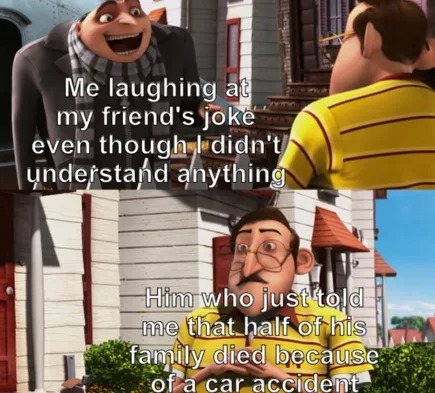 Me laughing at
my friend's joke
even though I didn't
understand anything
Him who just told
me that half of his
family died because
of a car accident